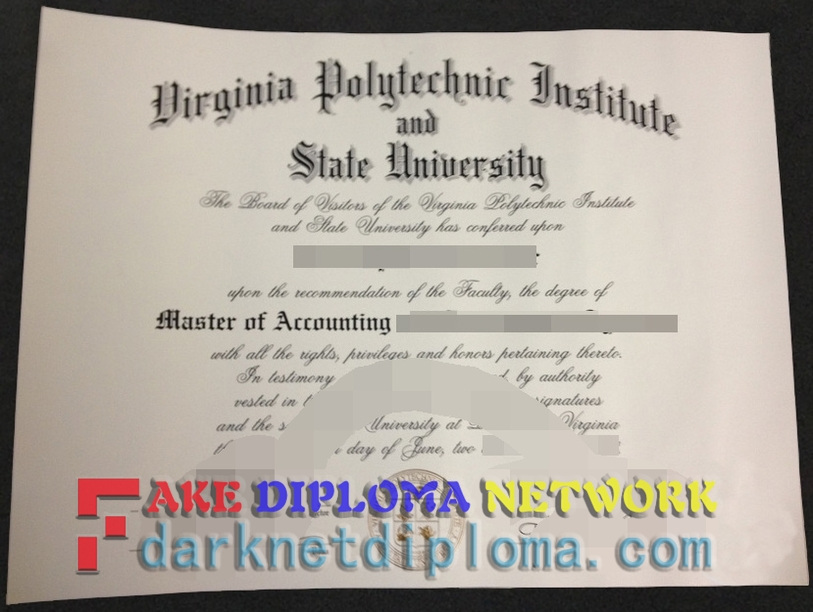 Virginia Polytechnic Institute
and
State University
The Board of Visitors of the Virginia Polytechnic Institute
and State University has conferred upon
upon the recommendation of the Faculty, the degree of
Master of Accounting
with all the rights, privileges and honors pertaining thereto.
In testimony by authority
vested in signatures
and the University at Virginia
day of June, two
FAKE DIPLOMA NETWORK
darknetdiploma.com